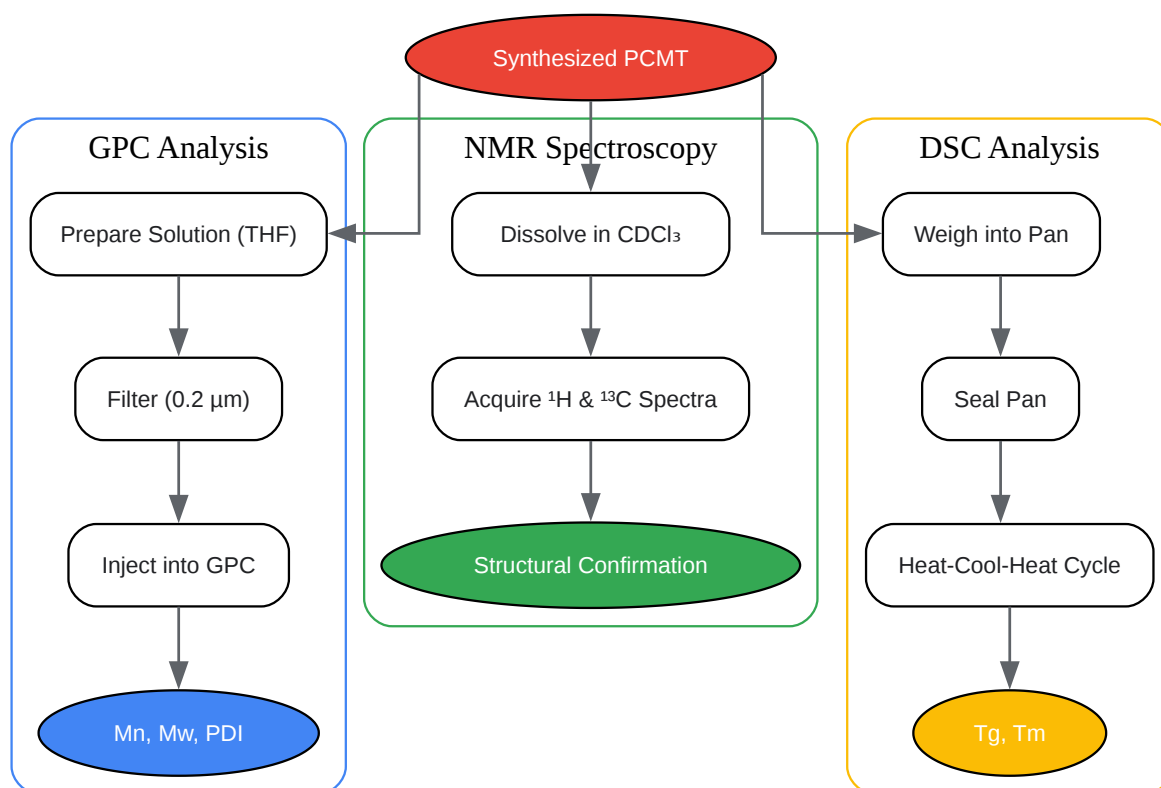 Synthesized PCMT
GPC Analysis
Prepare Solution (THF)
Filter (0.2 µm)
Inject into GPC
Mn, Mw, PDI
NMR Spectroscopy
Dissolve in CDCl₃
Acquire ¹H & ¹³C Spectra
Structural Confirmation
DSC Analysis
Weigh into Pan
Seal Pan
Heat-Cool-Heat Cycle
Tg, Tm